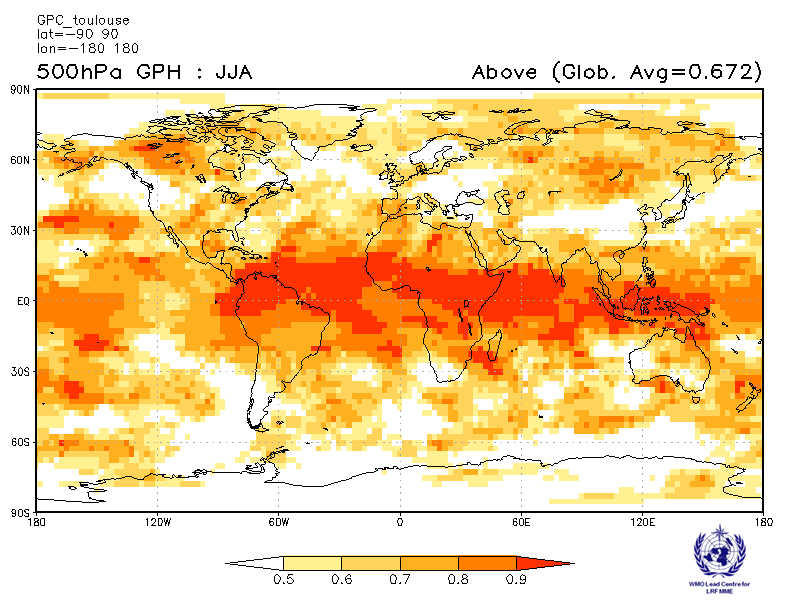 GPC_toulouse
lat=-90 90
lon=-180 180
500hPa GPH : JJA Above (Glob. Avg=0.672)
90N
60N
30N
EQ
30S
60S
90S
180 120W 60W 0 60E 120E 180
0.5 0.6 0.7 0.8 0.9
WMO Lead Centre for
LRF MME